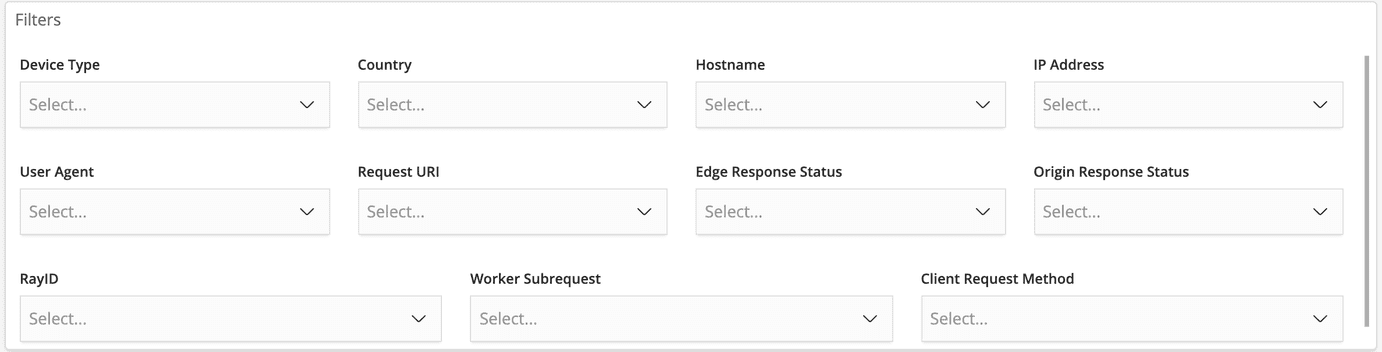 Filters
Device Type Country Hostname IP Address
Select... Select... Select... Select...
User Agent Request URI Edge Response Status Origin Response Status
Select... Select... Select... Select...
RayID Worker Subrequest Client Request Method
Select... Select... Select...